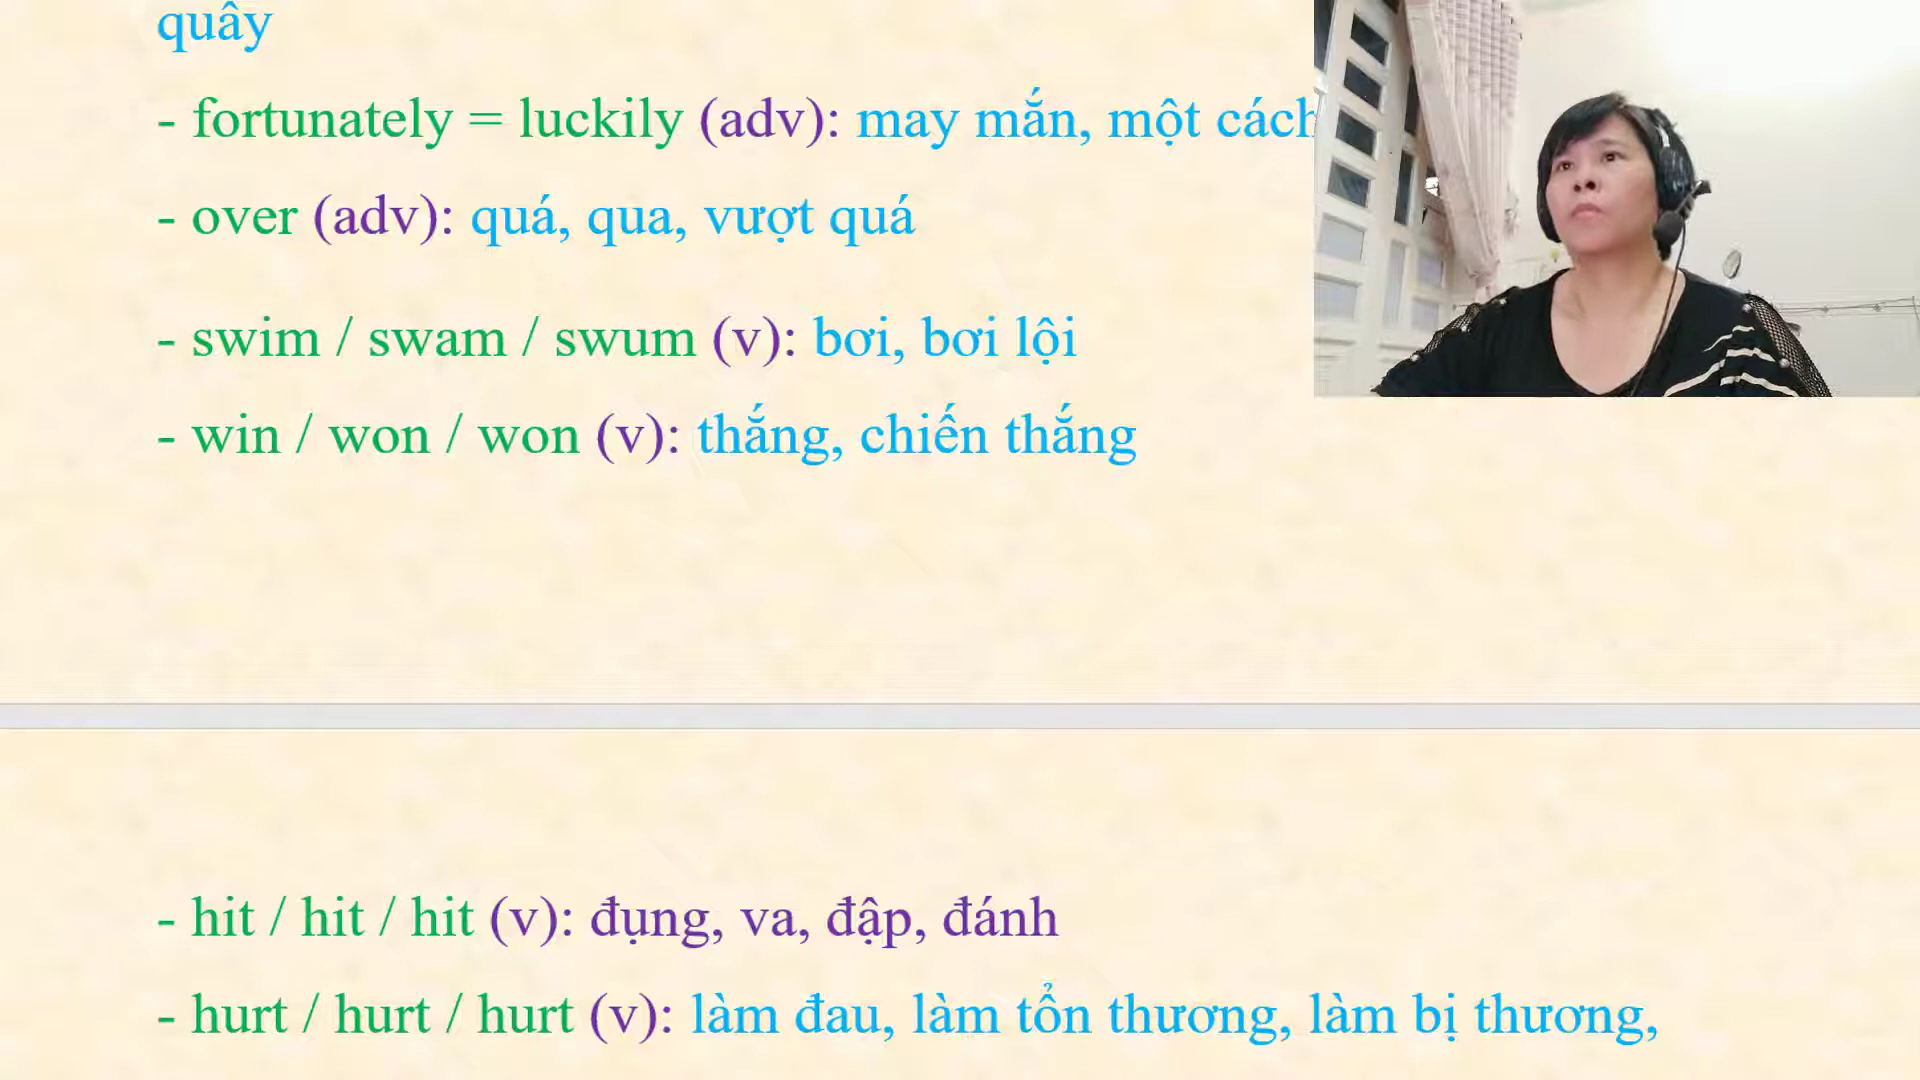 quây
- fortunately = luckily (adv): may mắn, một cách
- over (adv): quá, qua, vượt quá
- swim / swam / swum (v): bơi, bơi lội
- win / won / won (v): thắng, chiến thắng
- hit / hit / hit (v): đụng, va, đập, đánh
- hurt / hurt / hurt (v): làm đau, làm tổn thương, làm bị thương,